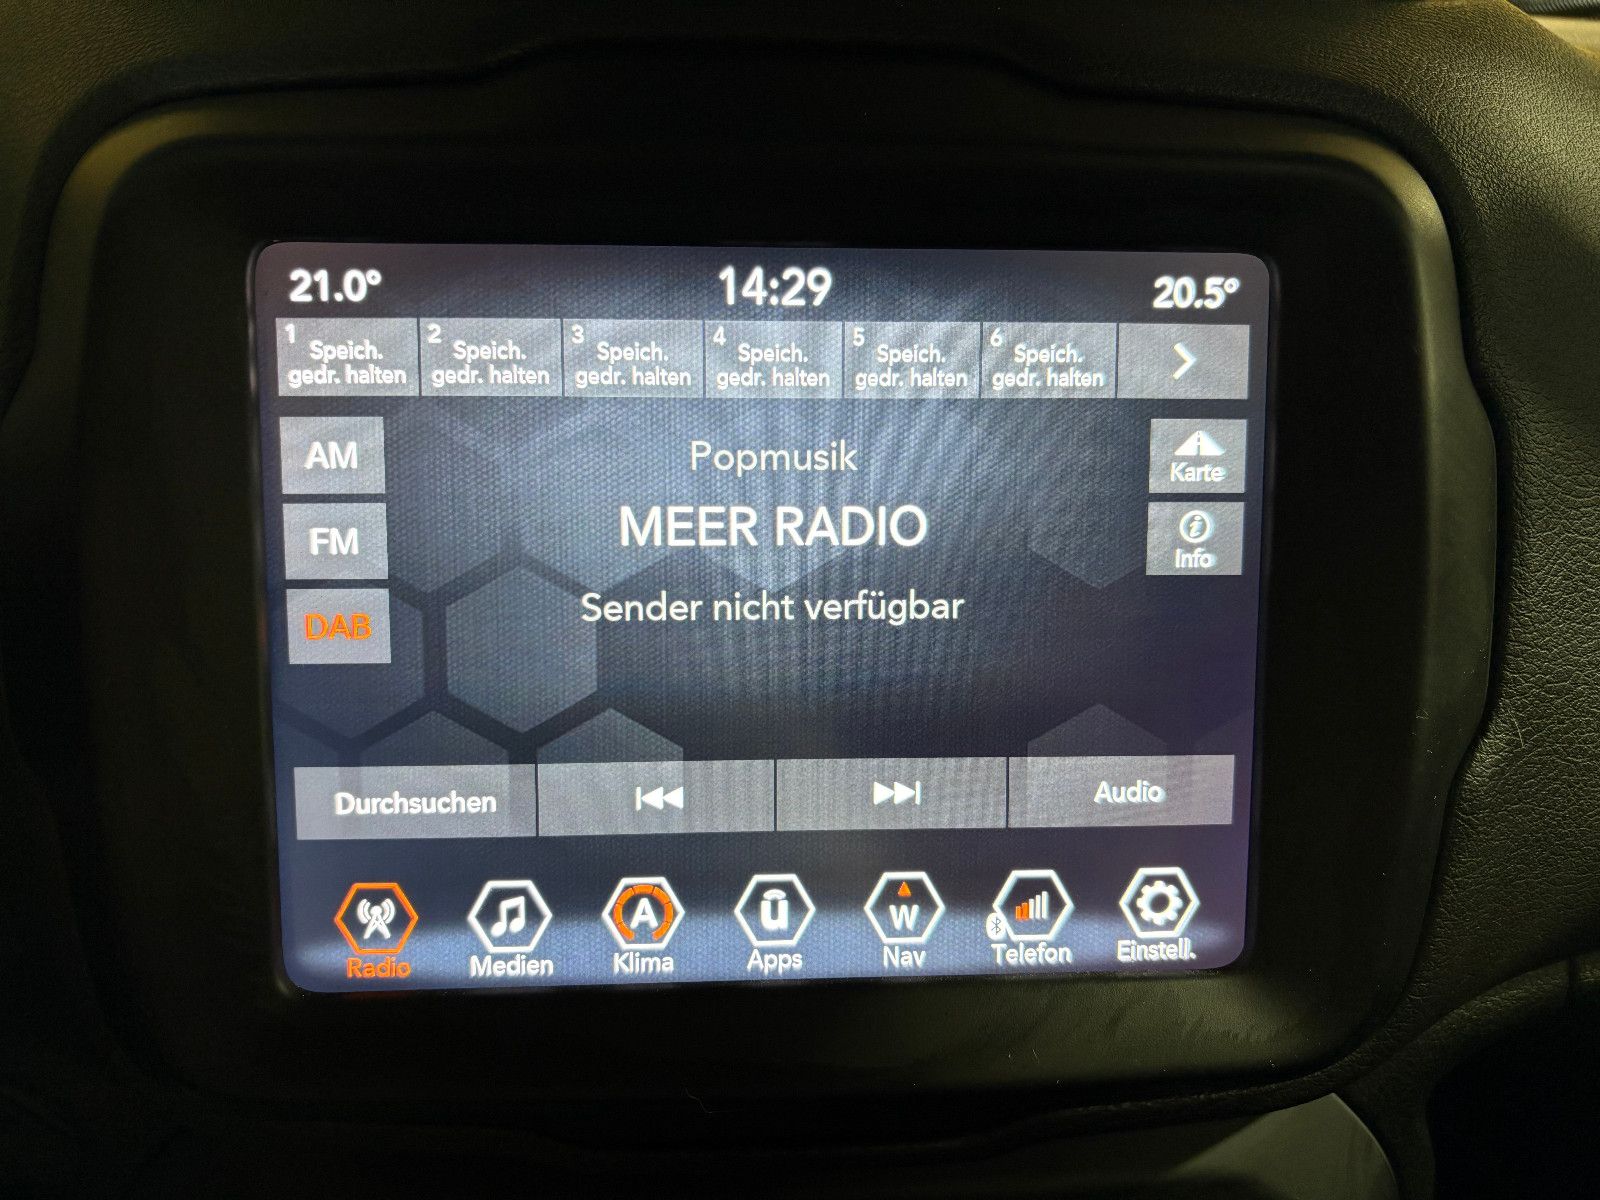 21.0°
14:29
20.5°
1 Speich.
gedr. halten
2 Speich.
gedr. halten
3 Speich.
gedr. halten
4 Speich.
gedr. halten
5 Speich.
gedr. halten
6 Speich.
gedr. halten
AM
FM
DAB
Popmusik
MEER RADIO
Sender nicht verfügbar
Karte
i
Info
Durchsuchen
Audio
Radio
Medien
A
Klima
u
Apps
W
Nav
Telefon
Einstell.